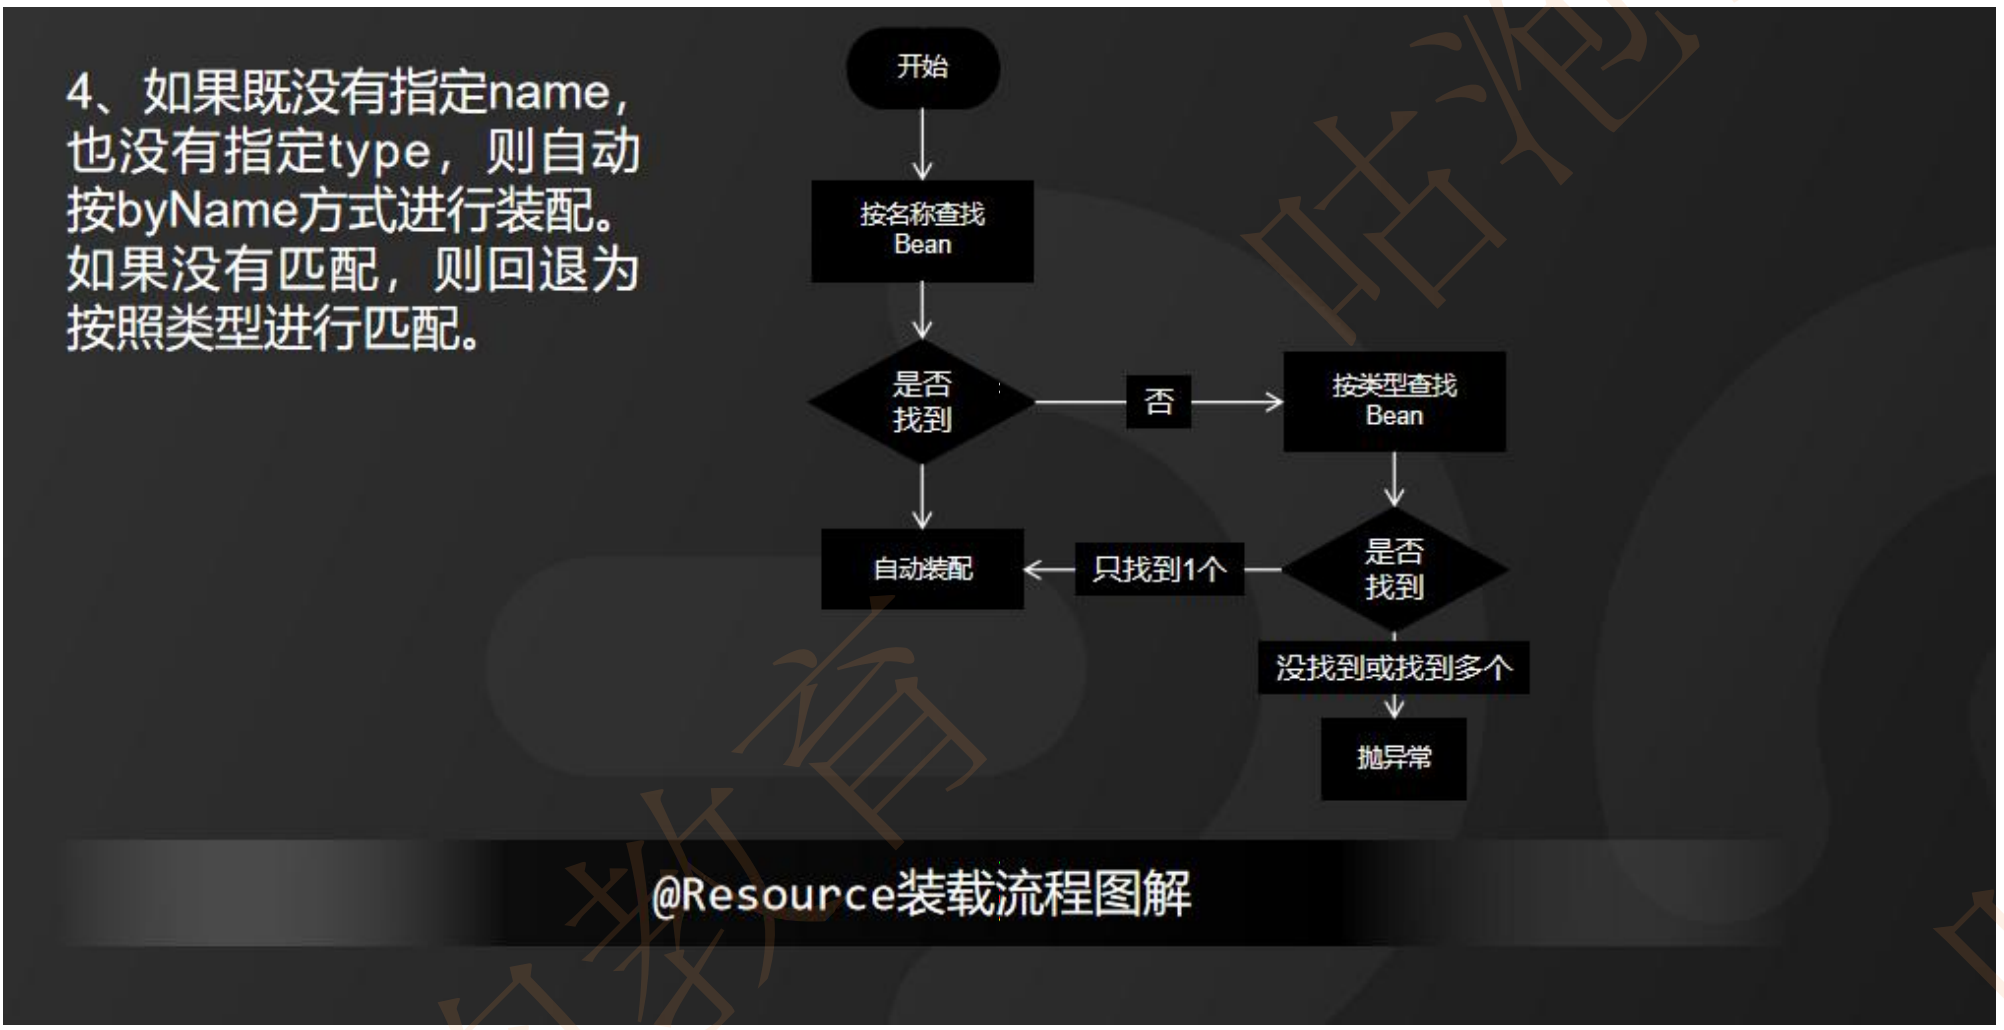 4、如果既没有指定name，
也没有指定type，则自动
按byName方式进行装配。
如果没有匹配，则回退为
按照类型进行匹配。
开始
按名称查找
Bean
是否
找到
否
按类型查找
Bean
自动装配
只找到1个
是否
找到
没找到或找到多个
抛异常
@Resource装载流程图解
咕泡
教育